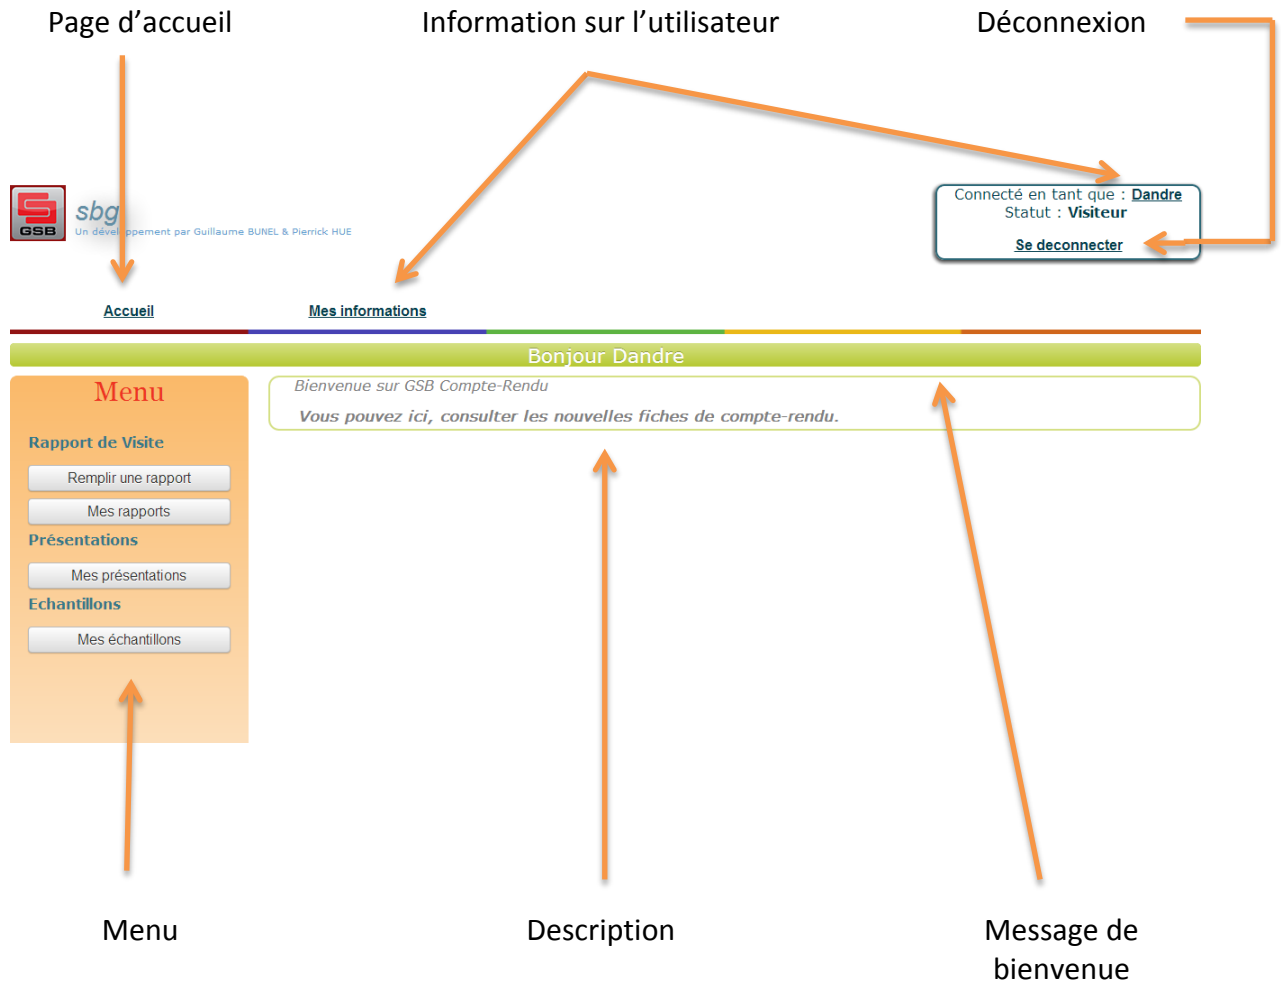 Page d’accueil
Information sur l’utilisateur
Déconnexion
GSB
sbg
Un développement par Guillaume BUNEL & Pierrick HUE
Connecté en tant que : Dandre
Statut : Visiteur
Se deconnecter
Accueil
Mes informations
Bonjour Dandre
Menu
Rapport de Visite
Remplir une rapport
Mes rapports
Présentations
Mes présentations
Echantillons
Mes échantillons
Bienvenue sur GSB Compte-Rendu
Vous pouvez ici, consulter les nouvelles fiches de compte-rendu.
Menu
Description
Message de
bienvenue